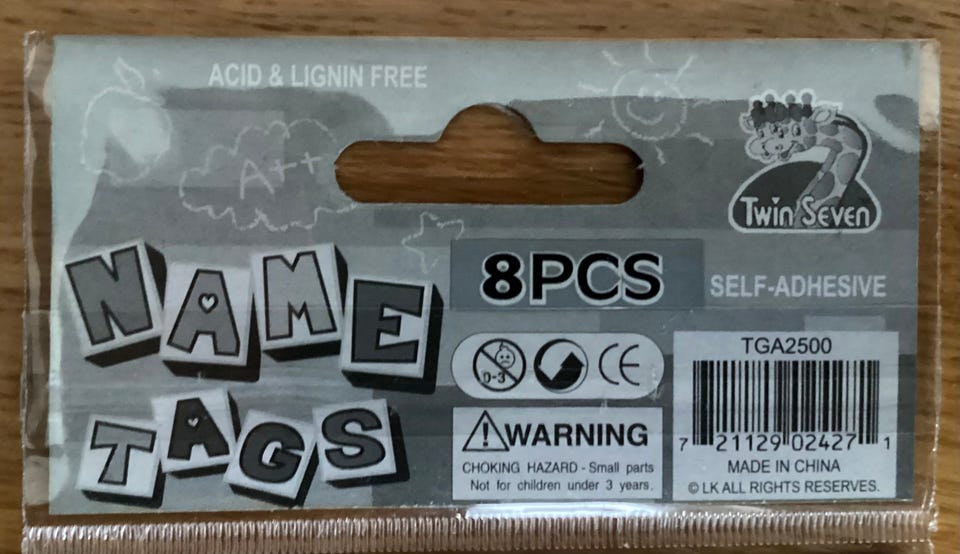 ACID & LIGNIN FREE
A++
TWIN SEVEN
NAME
TAGS
8PCS
SELF-ADHESIVE
0-3
CE
WARNING
CHOKING HAZARD - Small parts
Not for children under 3 years.
TGA2500
7 21129 02427 1
MADE IN CHINA
© LK ALL RIGHTS RESERVES.